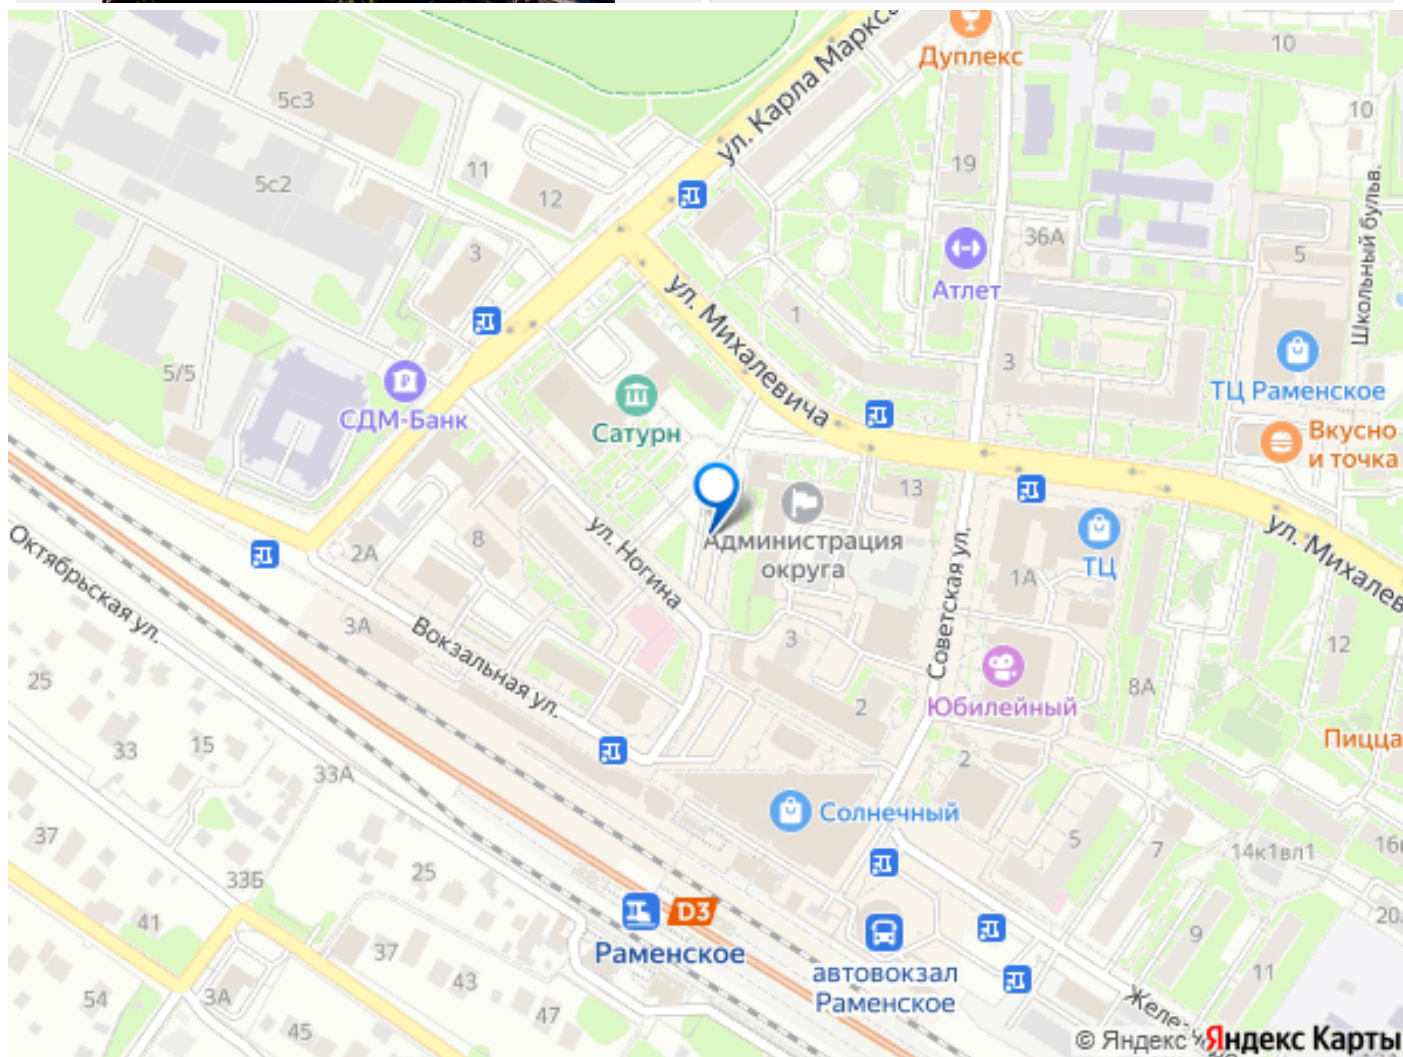 Дуплекс
10
ул. Карла Маркса
5с3
10
11
19
5с2
12
Школьный бульв.
36А
3
5
Атлет
ул. Михалевича
1
3
5/5
ТЦ Раменское
СДМ-Банк
Сатурн
Вкусно
и точка
13
ул. Михалев
Октябрьская ул.
2А
8
ул. Ногина
Администрация
округа
ТЦ
1А
Советская ул.
3А
Вокзальная ул.
3
12
25
8А
2
Юбилейный
33
15
Пицца
33А
2
Солнечный
37
5
7
14к1вл1
16
25
33Б
41
D3
20
Раменское
37
9
автовокзал
Раменское
11
43
54
3А
47
45
Желез
© Яндекс
Яндекс Карты